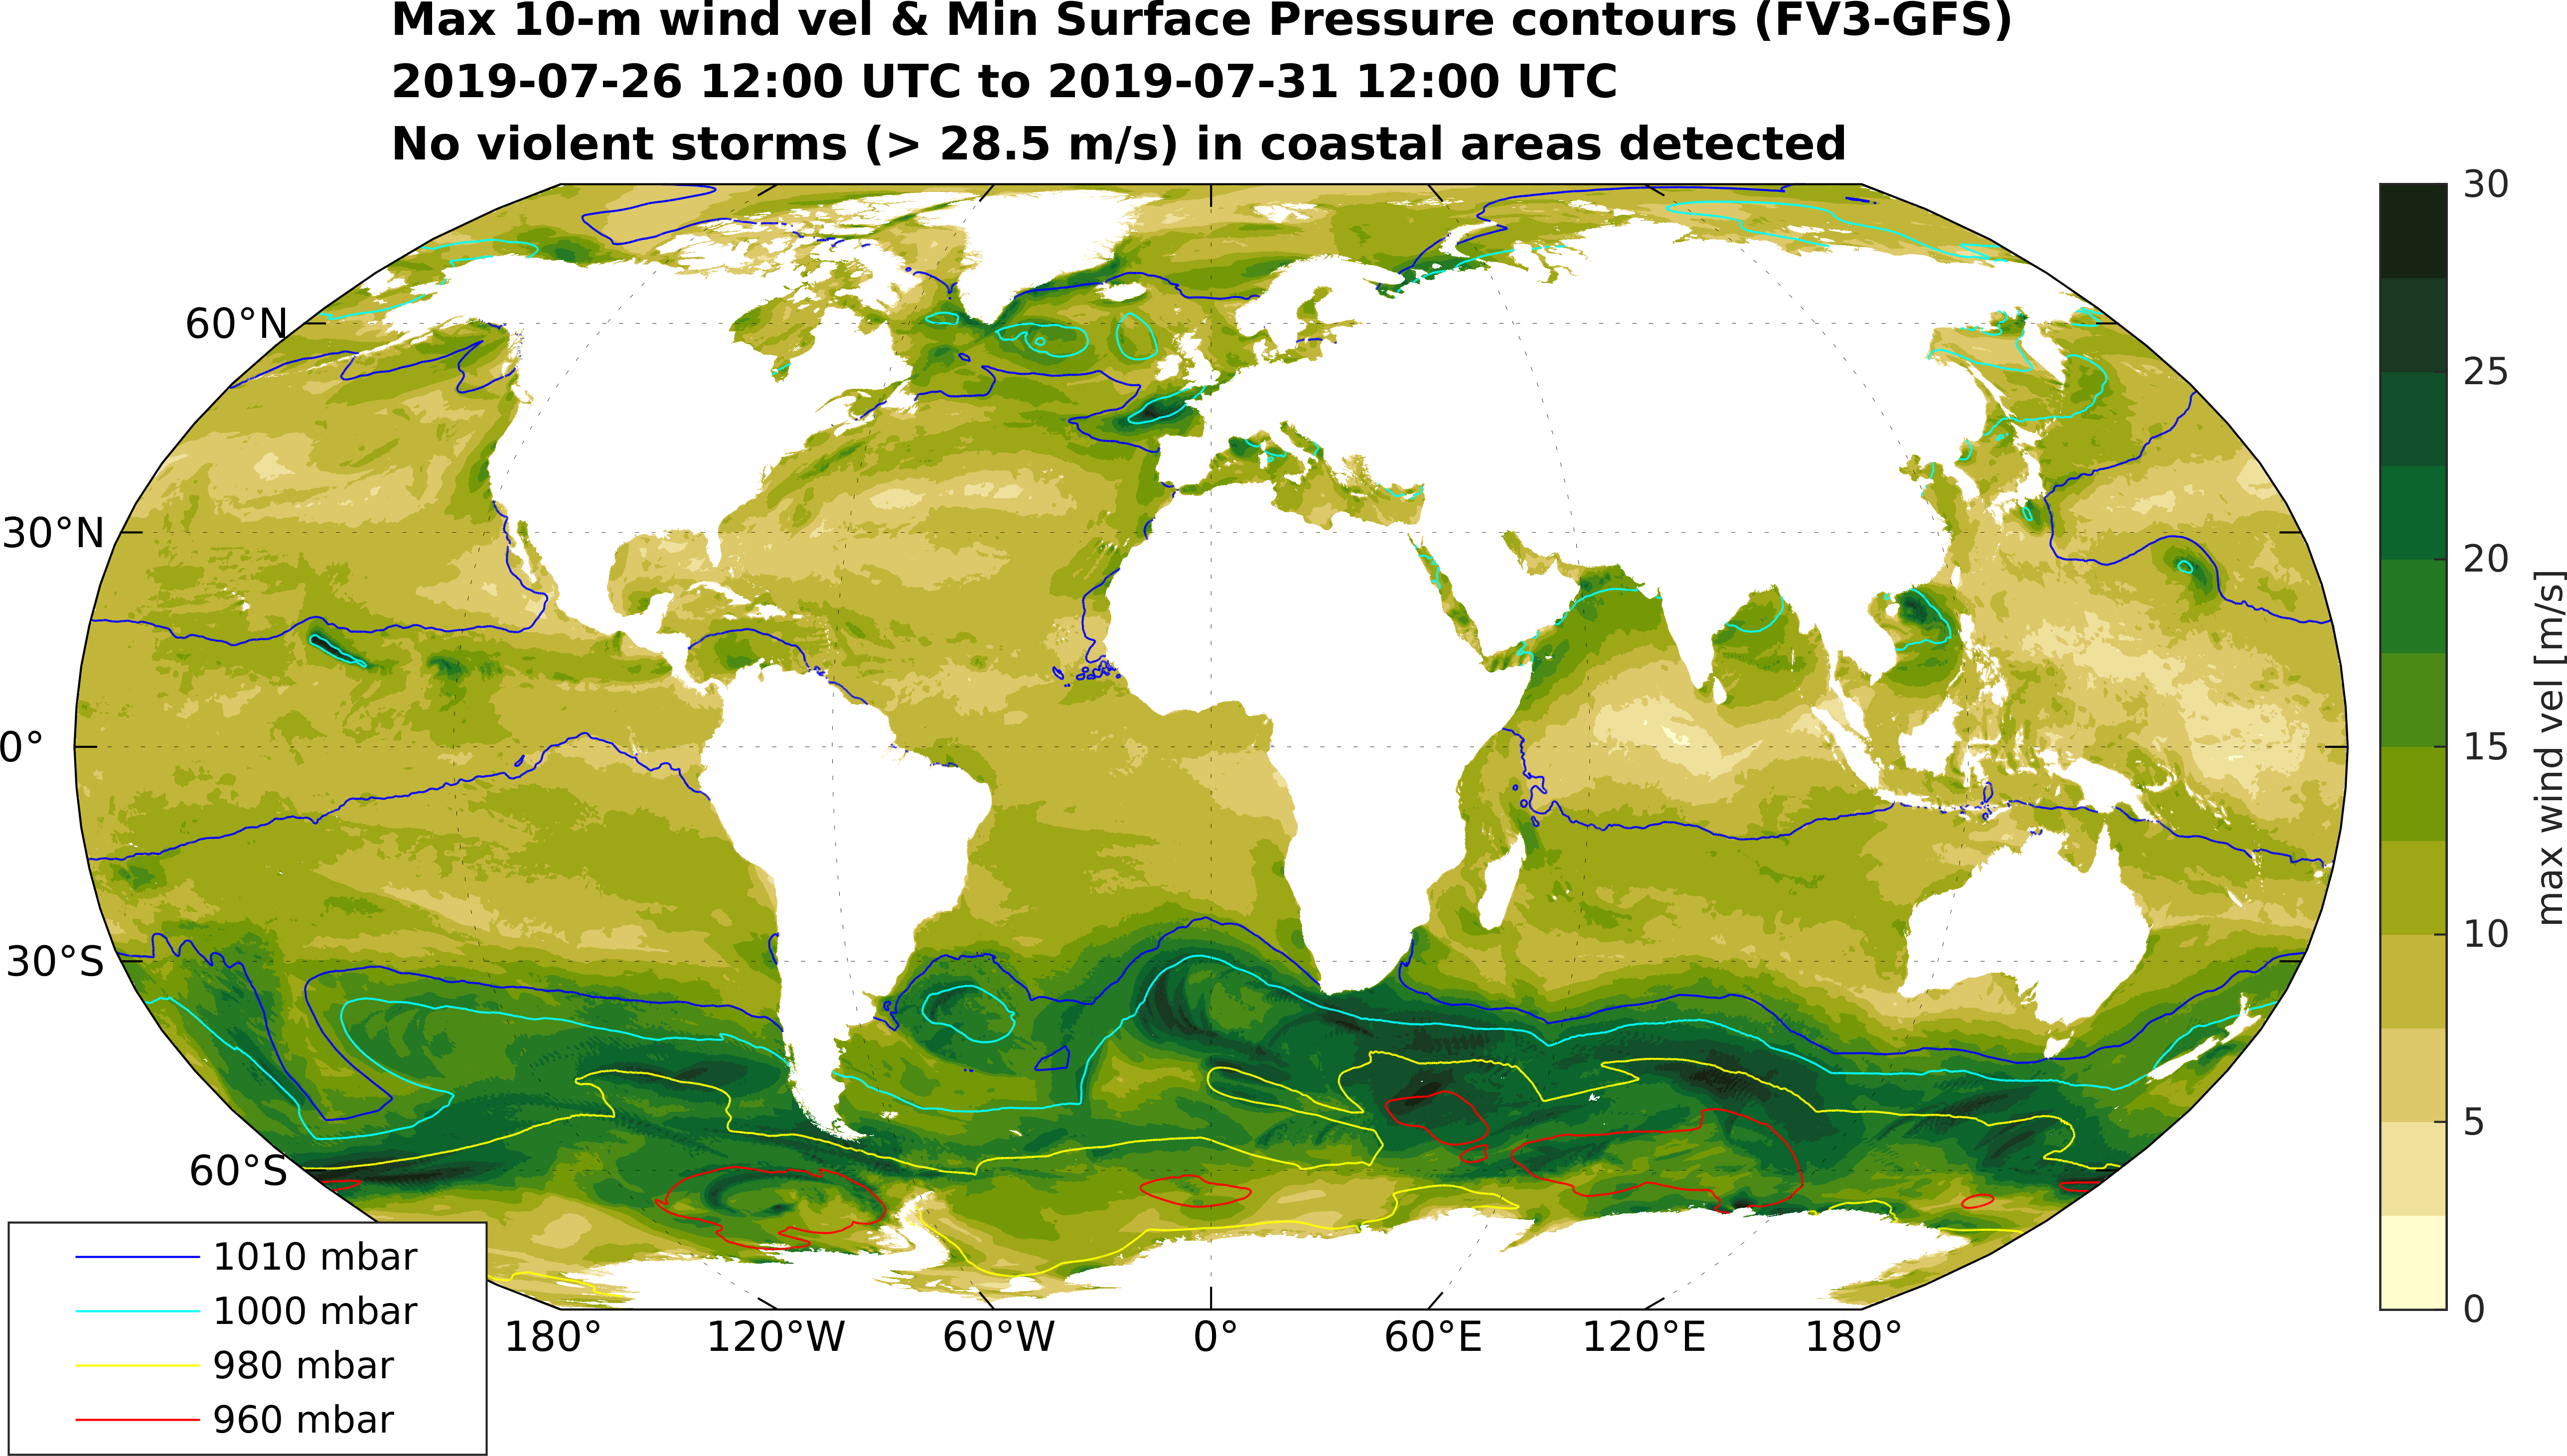 Max 10-m wind vel & Min Surface Pressure contours (FV3-GFS)
2019-07-26 12:00 UTC to 2019-07-31 12:00 UTC
No violent storms (> 28.5 m/s) in coastal areas detected
60°N
30°N
0°
30°S
60°S
180°
120°W
60°W
0°
60°E
120°E
180°
1010 mbar
1000 mbar
980 mbar
960 mbar
30
25
20
15
10
5
0
max wind vel [m/s]